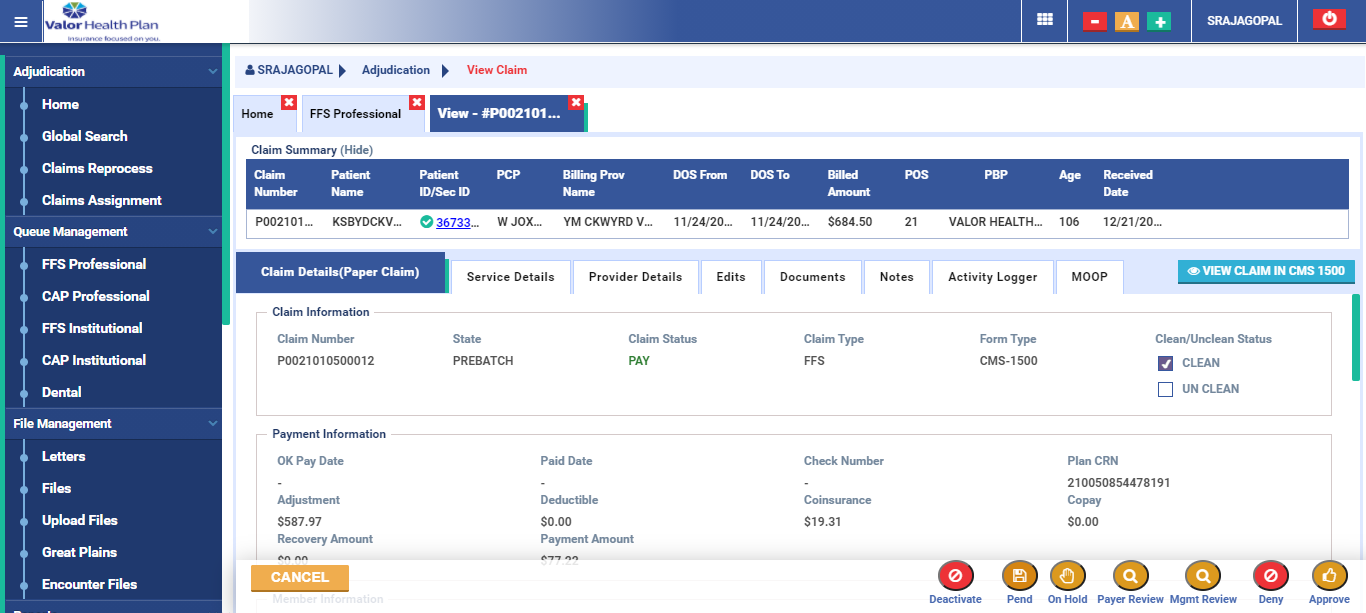 Valor Health Plan
Insurance focused on you.
A
SRAJAGOPAL
Adjudication
Home
Global Search
Claims Reprocess
Claims Assignment
Queue Management
FFS Professional
CAP Professional
FFS Institutional
CAP Institutional
Dental
File Management
Letters
Files
Upload Files
Great Plains
Encounter Files
SRAJAGOPAL Adjudication View Claim
Home FFS Professional View - #P002101...
Claim Summary (Hide)
Claim Number Patient Name Patient ID/Sec ID PCP Billing Prov Name DOS From DOS To Billed Amount POS PBP Age Received Date
P002101... KSBYDCKV... 36733... W JOX... YM CKWYRD V... 11/24/20... 11/24/20... $684.50 21 VALOR HEALTH... 106 12/21/20...
Claim Details(Paper Claim) Service Details Provider Details Edits Documents Notes Activity Logger MOOP VIEW CLAIM IN CMS 1500
Claim Information
Claim Number State Claim Status Claim Type Form Type Clean/Unclean Status
P0021010500012 PREBATCH PAY FFS CMS-1500 CLEAN
UN CLEAN
Payment Information
OK Pay Date Paid Date Check Number Plan CRN
- - - 210050854478191
Adjustment Deductible Coinsurance Copay
$587.97 $0.00 $19.31 $0.00
Recovery Amount Payment Amount
$0.00 $77.22
CANCEL
Member Information
Deactivate Pend On Hold Payer Review Mgmt Review Deny Approve